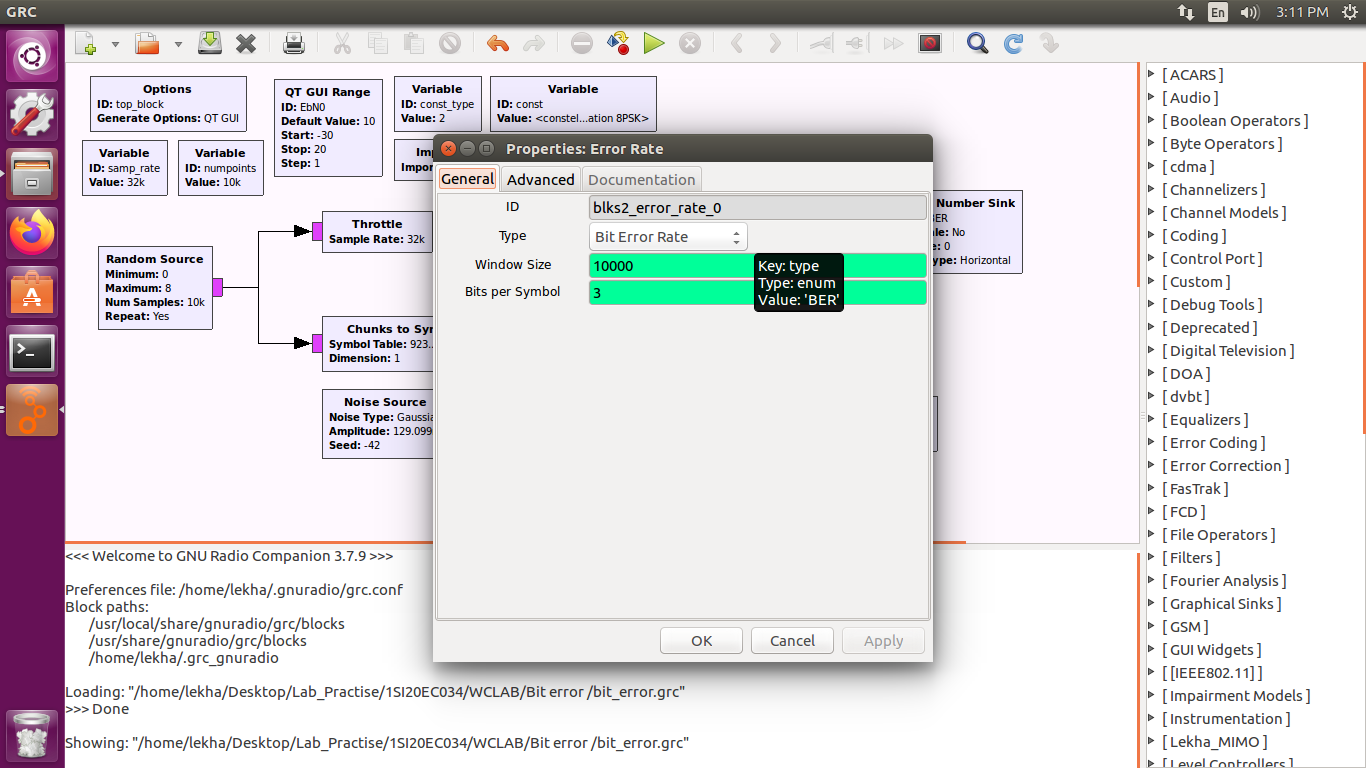 GRC
En
3:11 PM
Options
ID: top_block
Generate Options: QT GUI
QT GUI Range
ID: EbN0
Default Value: 10
Start: -30
Stop: 20
Step: 1
Variable
ID: const_type
Value: 2
Variable
ID: const
Value: <constel...ation 8PSK>
Variable
ID: samp_rate
Value: 32k
Variable
ID: numpoints
Value: 10k
Throttle
Sample Rate: 32k
Random Source
Minimum: 0
Maximum: 8
Num Samples: 10k
Repeat: Yes
Chunks to Syr
Symbol Table: 923..
Dimension: 1
Noise Source
Noise Type: Gaussia
Amplitude: 129.099
Seed: -42
Number Sink
BER
ale: No
e: 0
ype: Horizontal
Properties: Error Rate
General
Advanced
Documentation
ID
blks2_error_rate_0
Type
Bit Error Rate
Window Size
10000
Bits per Symbol
3
Key: type
Type: enum
Value: 'BER'
OK
Cancel
Apply
<<< Welcome to GNU Radio Companion 3.7.9 >>>
Preferences file: /home/lekha/.gnuradio/grc.conf
Block paths:
/usr/local/share/gnuradio/grc/blocks
/usr/share/gnuradio/grc/blocks
/home/lekha/.grc_gnuradio
Loading: "/home/lekha/Desktop/Lab_Practise/1SI20EC034/WCLAB/Bit error /bit_error.grc"
>>> Done
Showing: "/home/lekha/Desktop/Lab_Practise/1SI20EC034/WCLAB/Bit error /bit_error.grc"
[ ACARS ]
[ Audio ]
[ Boolean Operators ]
[ Byte Operators ]
[ cdma ]
[ Channelizers ]
[ Channel Models ]
[ Coding ]
[ Control Port ]
[ Custom ]
[ Debug Tools ]
[ Deprecated ]
[ Digital Television ]
[ DOA ]
[ dvbt ]
[ Equalizers ]
[ Error Coding ]
[ Error Correction ]
[ FasTrak ]
[ FCD ]
[ File Operators ]
[ Filters ]
[ Fourier Analysis ]
[ Graphical Sinks ]
[ GSM ]
[ GUI Widgets ]
[ [IEEE802.11] ]
[ Impairment Models ]
[ Instrumentation ]
[ Lekha_MIMO ]
[ Level Controllers ]